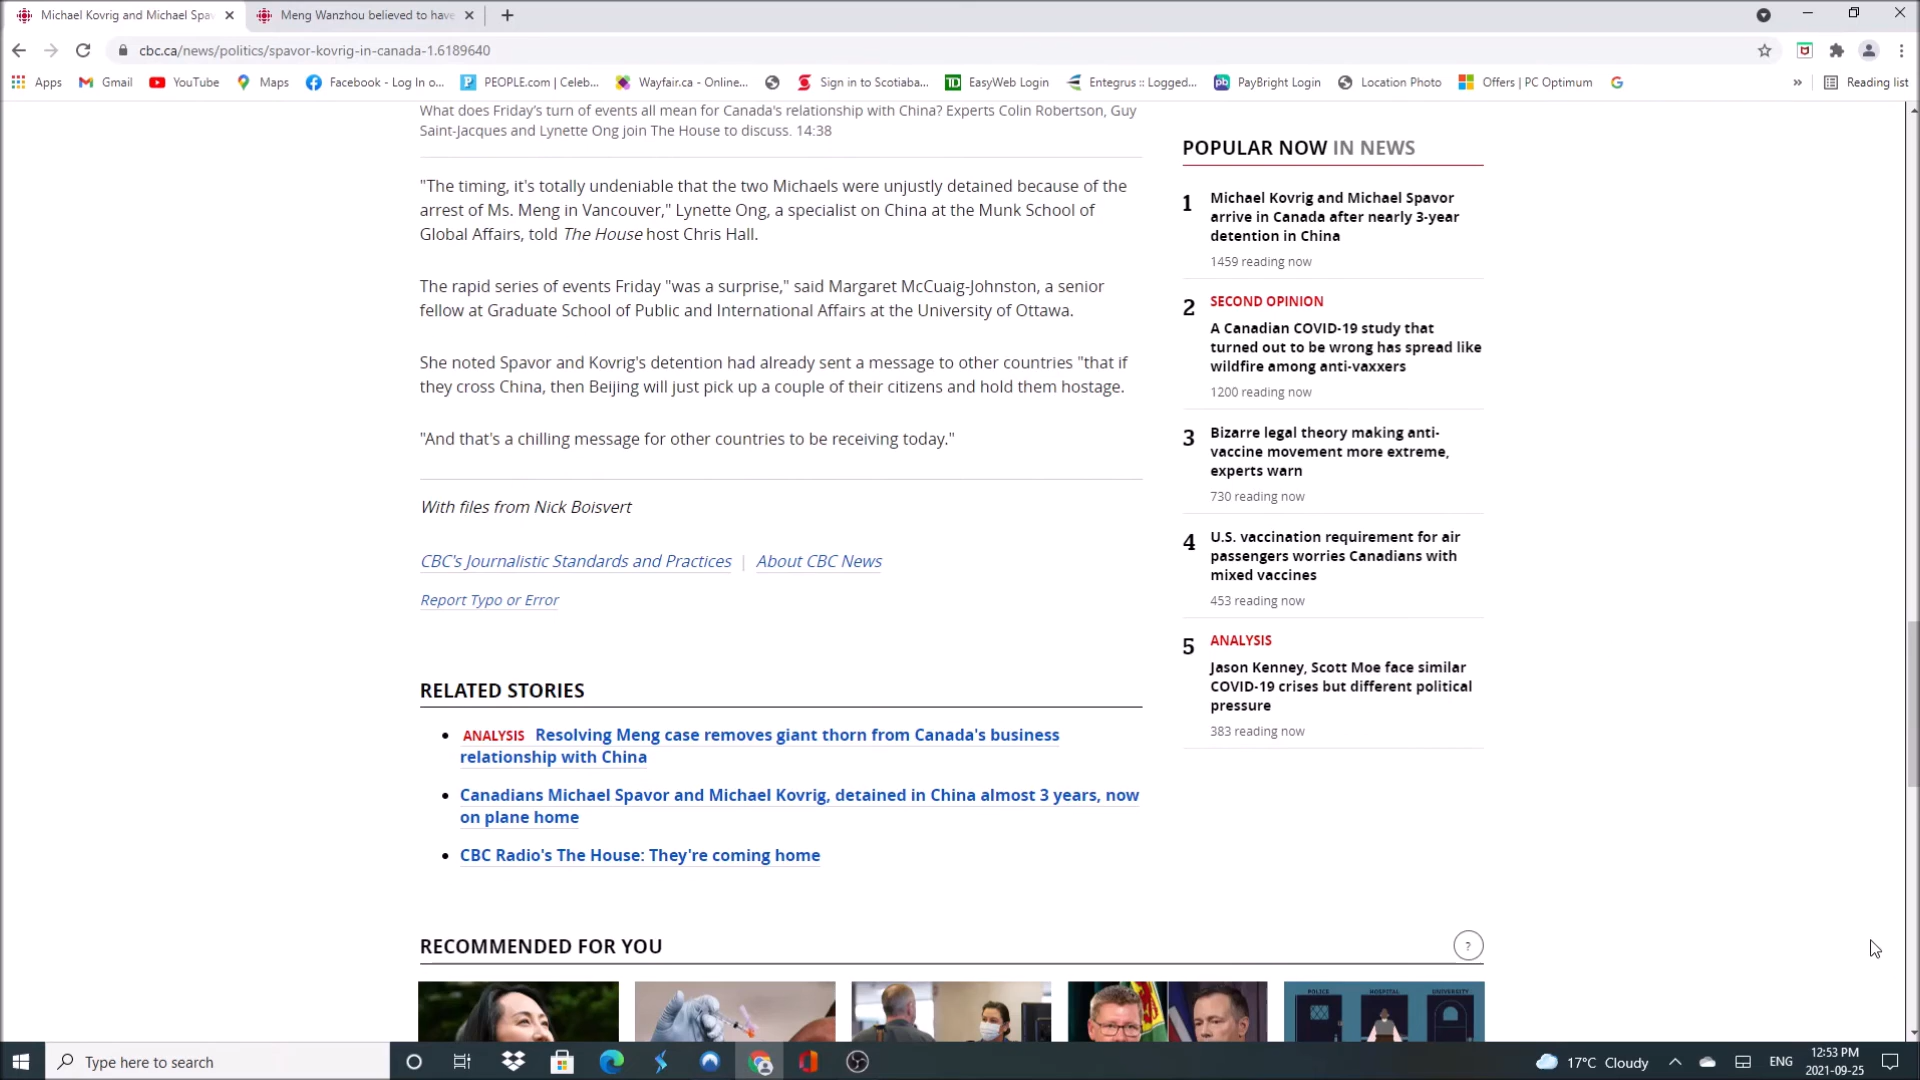 Michael Kovrig and Michael Spa
Meng Wanzhou believed to have
cbc.ca/news/politics/spavor-kovrig-in-canada-1.6189640
Apps
Gmail
YouTube
Maps
Facebook - Log In o...
PEOPLE.com | Celeb...
Wayfair.ca - Online...
Sign in to Scotiaba...
EasyWeb Login
Entegrus :: Logged...
PayBright Login
Location Photo
Offers | PC Optimum
»
Reading list
What does Friday's turn of events all mean for Canada's relationship with China? Experts Colin Robertson, Guy
Saint-Jacques and Lynette Ong join The House to discuss. 14:38
"The timing, it's totally undeniable that the two Michaels were unjustly detained because of the
arrest of Ms. Meng in Vancouver," Lynette Ong, a specialist on China at the Munk School of
Global Affairs, told The House host Chris Hall.
The rapid series of events Friday "was a surprise," said Margaret McCuaig-Johnston, a senior
fellow at Graduate School of Public and International Affairs at the University of Ottawa.
She noted Spavor and Kovrig's detention had already sent a message to other countries "that if
they cross China, then Beijing will just pick up a couple of their citizens and hold them hostage.
"And that's a chilling message for other countries to be receiving today."
With files from Nick Boisvert
CBC's Journalistic Standards and Practices | About CBC News
Report Typo or Error
RELATED STORIES
ANALYSIS Resolving Meng case removes giant thorn from Canada's business
relationship with China
Canadians Michael Spavor and Michael Kovrig, detained in China almost 3 years, now
on plane home
CBC Radio's The House: They're coming home
POPULAR NOW IN NEWS
1
Michael Kovrig and Michael Spavor
arrive in Canada after nearly 3-year
detention in China
1459 reading now
2
SECOND OPINION
A Canadian COVID-19 study that
turned out to be wrong has spread like
wildfire among anti-vaxxers
1200 reading now
3
Bizarre legal theory making anti-
vaccine movement more extreme,
experts warn
730 reading now
4
U.S. vaccination requirement for air
passengers worries Canadians with
mixed vaccines
453 reading now
5
ANALYSIS
Jason Kenney, Scott Moe face similar
COVID-19 crises but different political
pressure
383 reading now
RECOMMENDED FOR YOU
?
POLICE
HOSPITAL
UNIVERSITY
Type here to search
17°C Cloudy
ENG
12:53 PM
2021-09-25